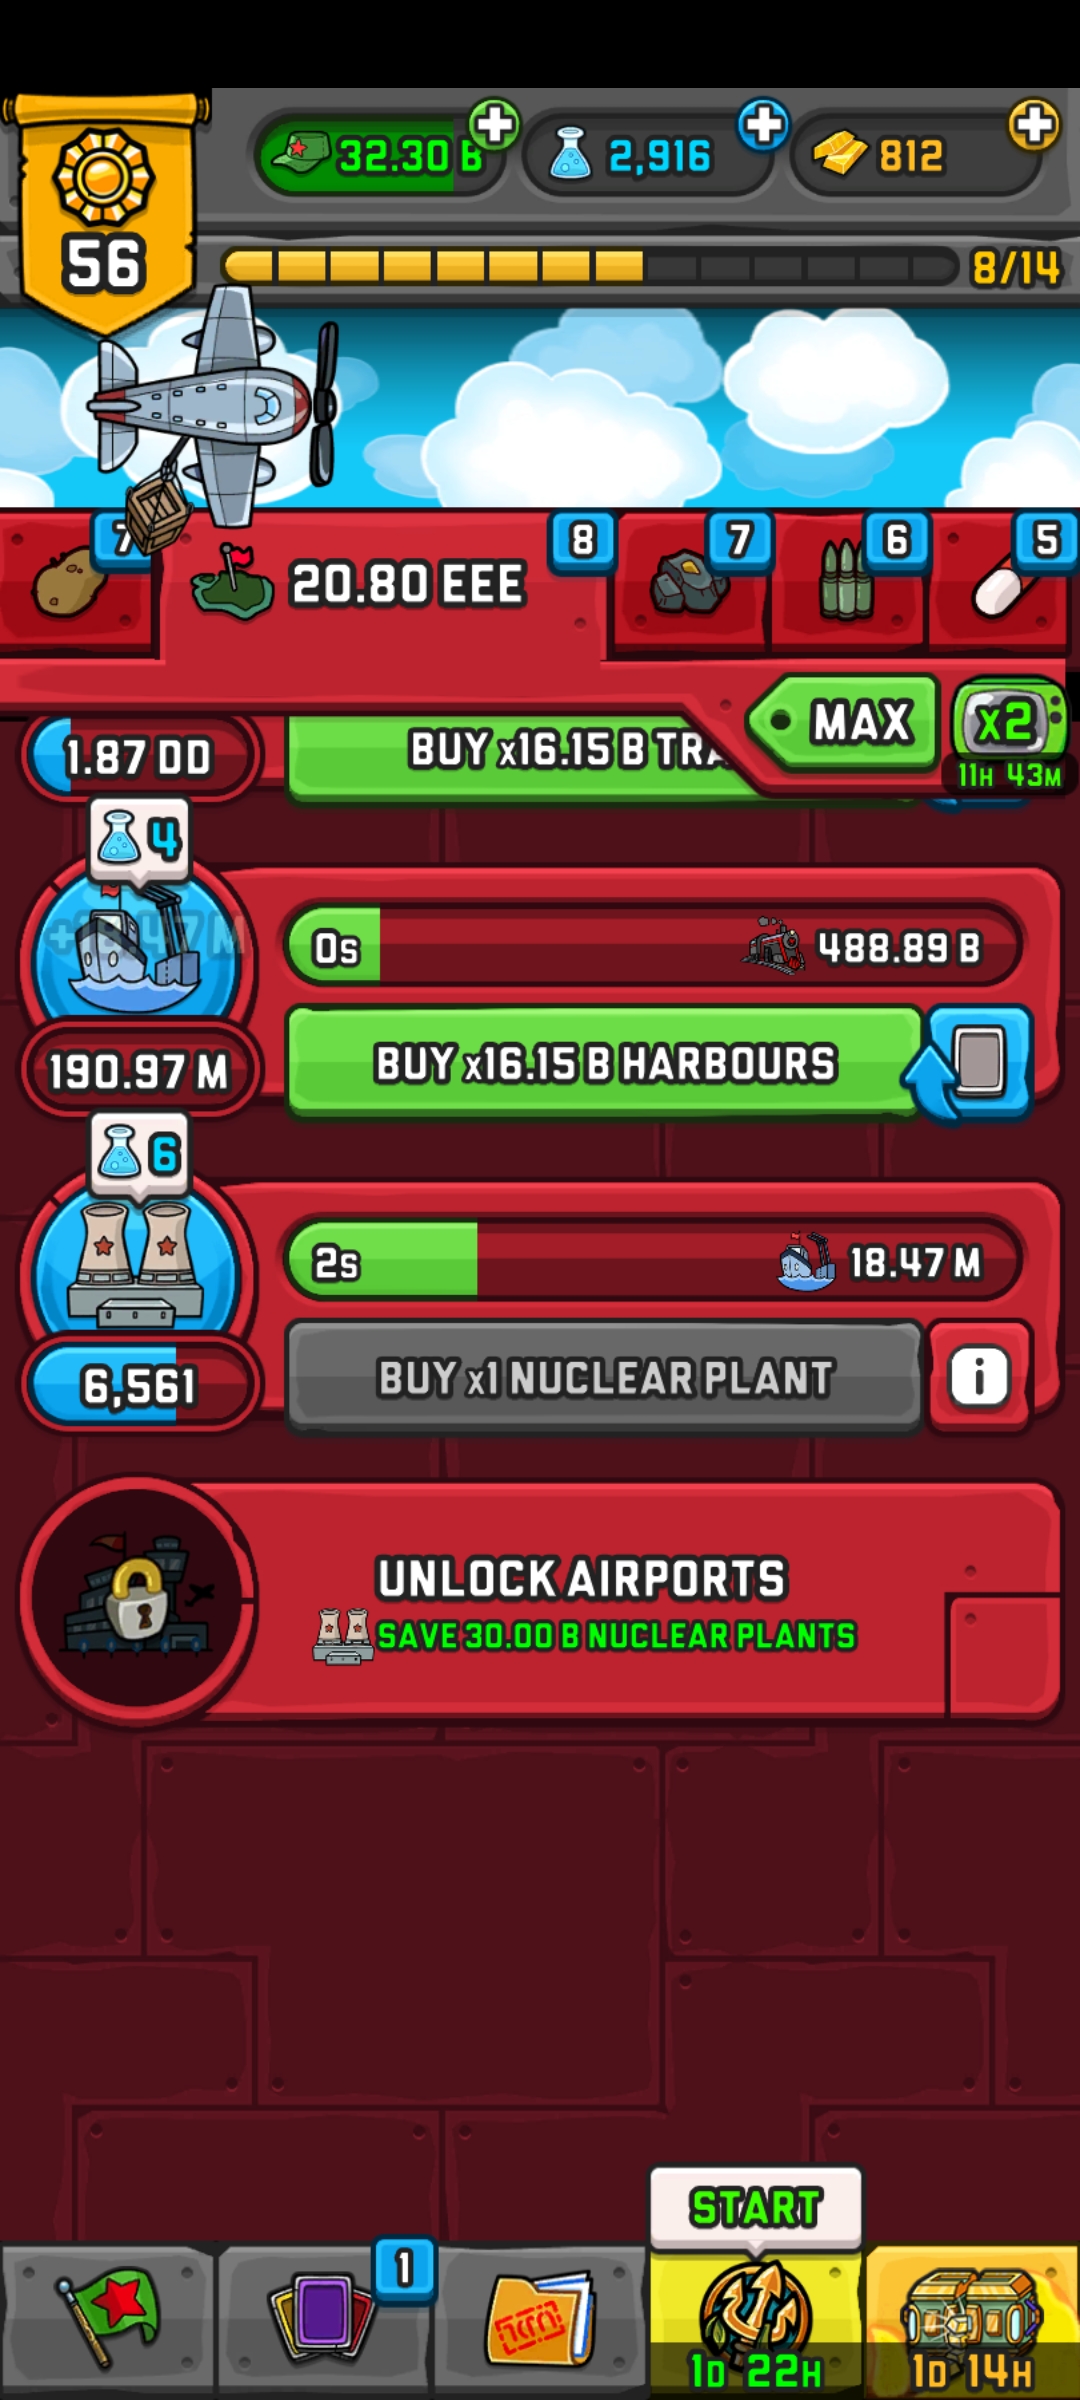 56
32.30 B
2,916
812
8/14
7
20.80 EEE
8
7
6
5
MAX
x2
11H 43M
1.87 DD
BUY x16.15 B TRA
4
0s
488.89 B
190.97 M
BUY x16.15 B HARBOURS
6
2s
18.47 M
6,561
BUY x1 NUCLEAR PLANT
i
UNLOCK AIRPORTS
SAVE 30.00 B NUCLEAR PLANTS
START
1
1D 22H
1D 14H